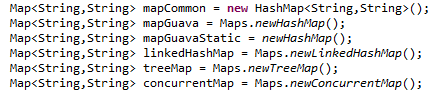 Map<String,String> mapCommon = new HashMap<String,String>();
Map<String,String> mapGuava = Maps.newHashMap();
Map<String,String> mapGuavaStatic = newHashMap();
Map<String,String> linkedHashMap = Maps.newLinkedHashMap();
Map<String,String> treeMap = Maps.newTreeMap();
Map<String,String> concurrentMap = Maps.newConcurrentMap();